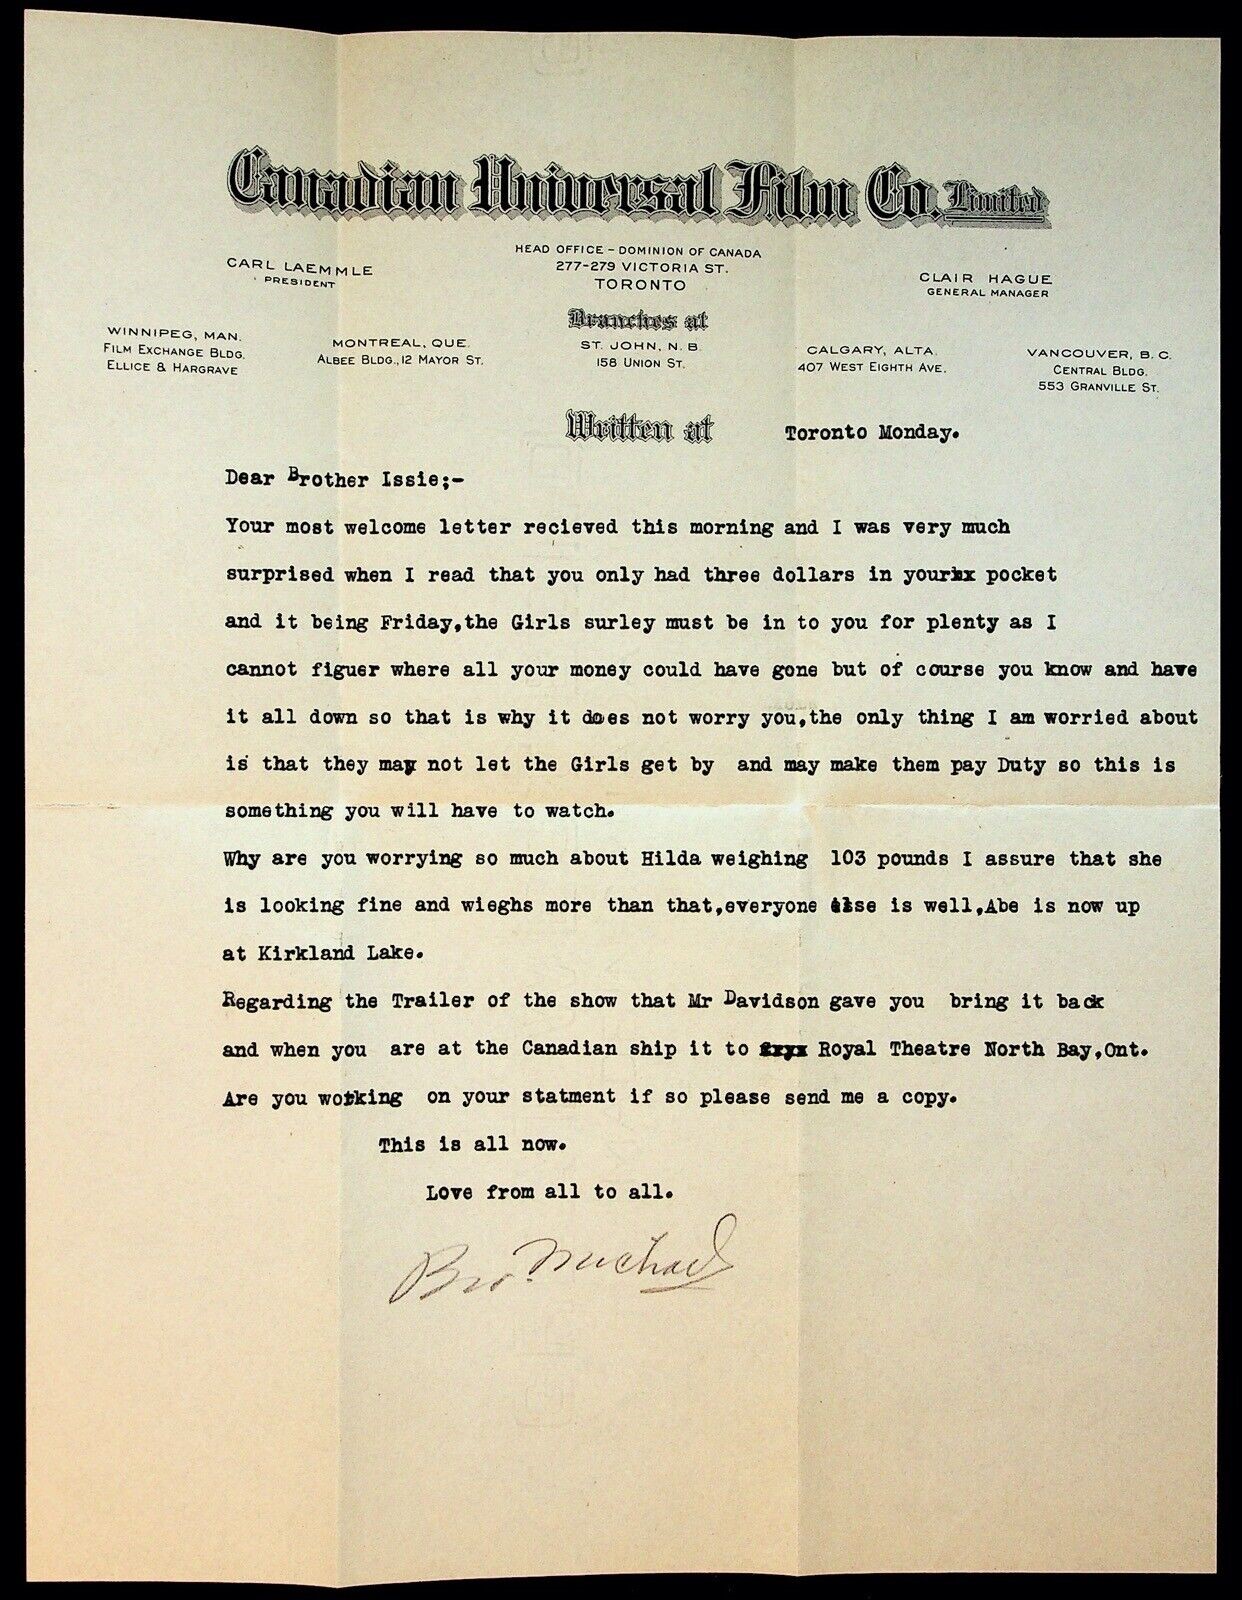 Canadian Universal Film Co. Limited
HEAD OFFICE - DOMINION OF CANADA
277-279 VICTORIA ST.
TORONTO
CARL LAEMMLE
PRESIDENT
CLAIR HAGUE
GENERAL MANAGER
Branches at
WINNIPEG, MAN.
FILM EXCHANGE BLDG.
ELLICE & HARGRAVE
MONTREAL, QUE.
ALBEE BLDG., 12 MAYOR ST.
ST. JOHN, N. B.
158 UNION ST.
CALGARY, ALTA.
407 WEST EIGHTH AVE.
VANCOUVER, B. C.
CENTRAL BLDG.
553 GRANVILLE ST.
Written at Toronto Monday.
Dear Brother Issie;-
Your most welcome letter recieved this morning and I was very much
surprised when I read that you only had three dollars in your pocket
and it being Friday,the Girls surley must be in to you for plenty as I
cannot figuer where all your money could have gone but of course you know and have
it all down so that is why it does not worry you,the only thing I am worried about
is that they may not let the Girls get by and may make them pay Duty so this is
something you will have to watch.
Why are you worrying so much about Hilda weighing 103 pounds I assure that she
is looking fine and wieghs more than that,everyone else is well,Abe is now up
at Kirkland Lake.
Regarding the Trailer of the show that Mr Davidson gave you bring it back
and when you are at the Canadian ship it to Royal Theatre North Bay,Ont.
Are you working on your statment if so please send me a copy.
This is all now.
Love from all to all.
Bro. Michael